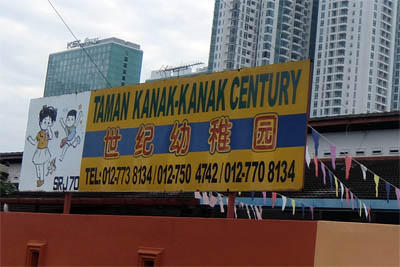 TAMAN KANAK-KANAK CENTURY
世纪幼稚园
TEL: 012-773 8134 / 012-750 4742 / 012-770 8134
SRJ 70